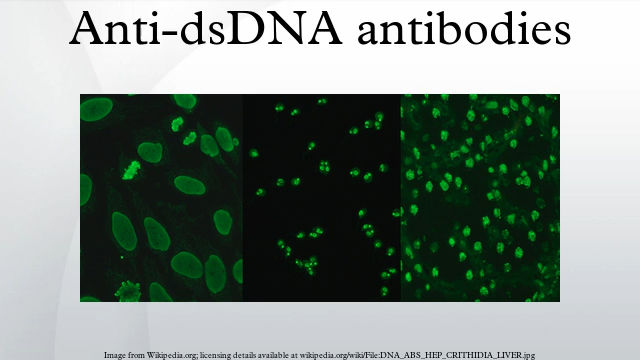 Anti-dsDNA antibodies
Image from Wikipedia.org; licensing details available at wikipedia.org/wiki/File:DNA_ABS_HEP_CRITHIDIA_LIVER.jpg